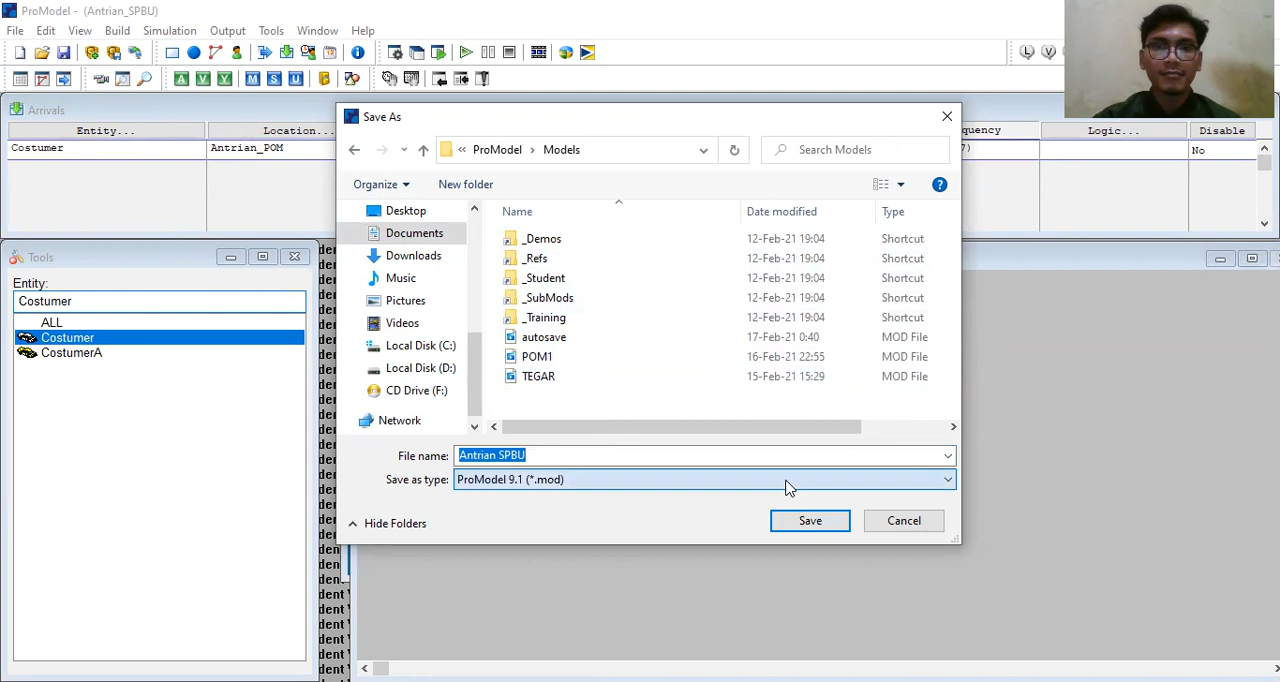 ProModel - (Antrian_SPBU)
File Edit View Build Simulation Output Tools Window Help
Arrivals
Entity... Location... quency Logic... Disable
Costumer Antrian_POM 7) No
Tools
Entity:
Costumer
ALL
Costumer
CostumerA
Save As
« ProModel › Models
Search Models
Organize New folder
Desktop
Documents
Downloads
Music
Pictures
Videos
Local Disk (C:)
Local Disk (D:)
CD Drive (F:)
Network
Name Date modified Type
_Demos 12-Feb-21 19:04 Shortcut
_Refs 12-Feb-21 19:04 Shortcut
_Student 12-Feb-21 19:04 Shortcut
_SubMods 12-Feb-21 19:04 Shortcut
_Training 12-Feb-21 19:04 Shortcut
autosave 17-Feb-21 0:40 MOD File
POM1 16-Feb-21 22:55 MOD File
TEGAR 15-Feb-21 15:29 MOD File
File name: Antrian SPBU
Save as type: ProModel 9.1 (*.mod)
Hide Folders
Save Cancel